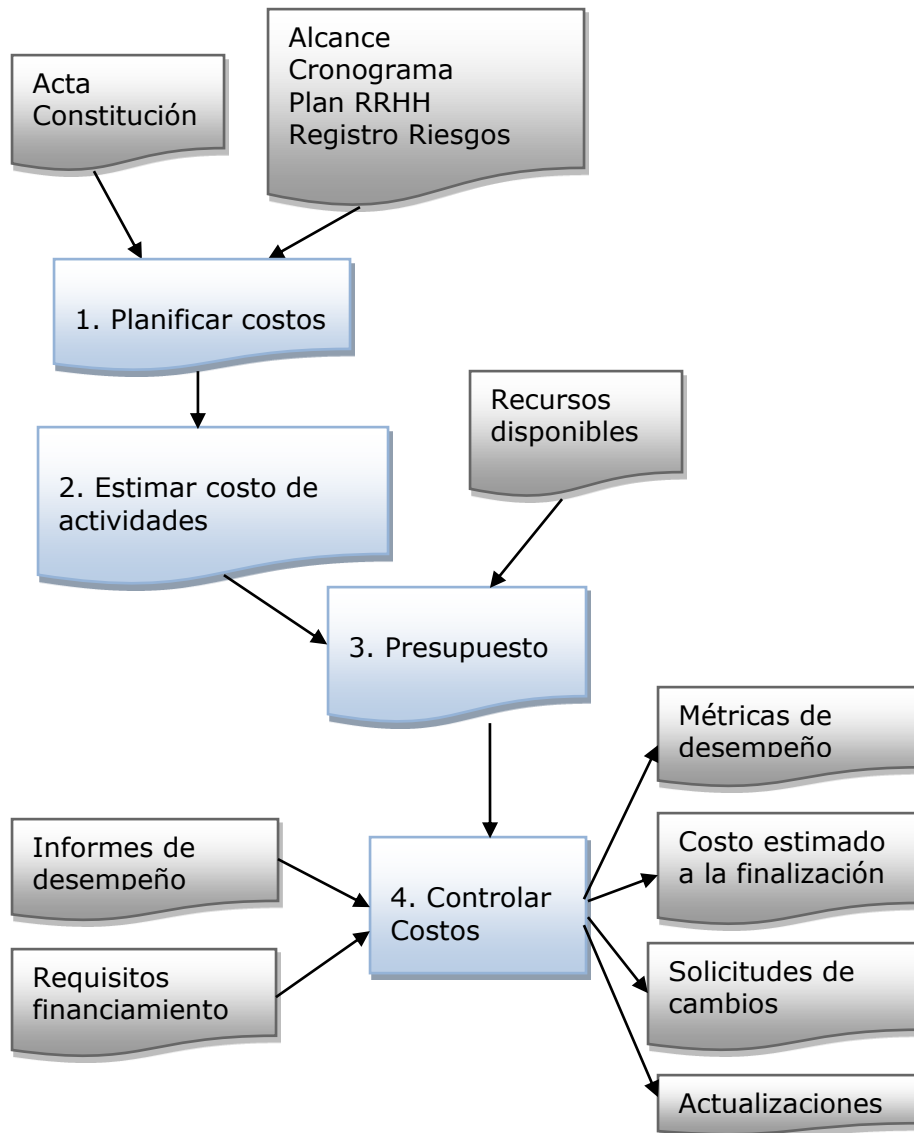 Acta
Constitución
Alcance
Cronograma
Plan RRHH
Registro Riesgos
1. Planificar costos
Recursos
disponibles
2. Estimar costo de
actividades
3. Presupuesto
Métricas de
desempeño
Informes de
desempeño
Costo estimado
a la finalización
4. Controlar
Costos
Requisitos
financiamiento
Solicitudes de
cambios
Actualizaciones